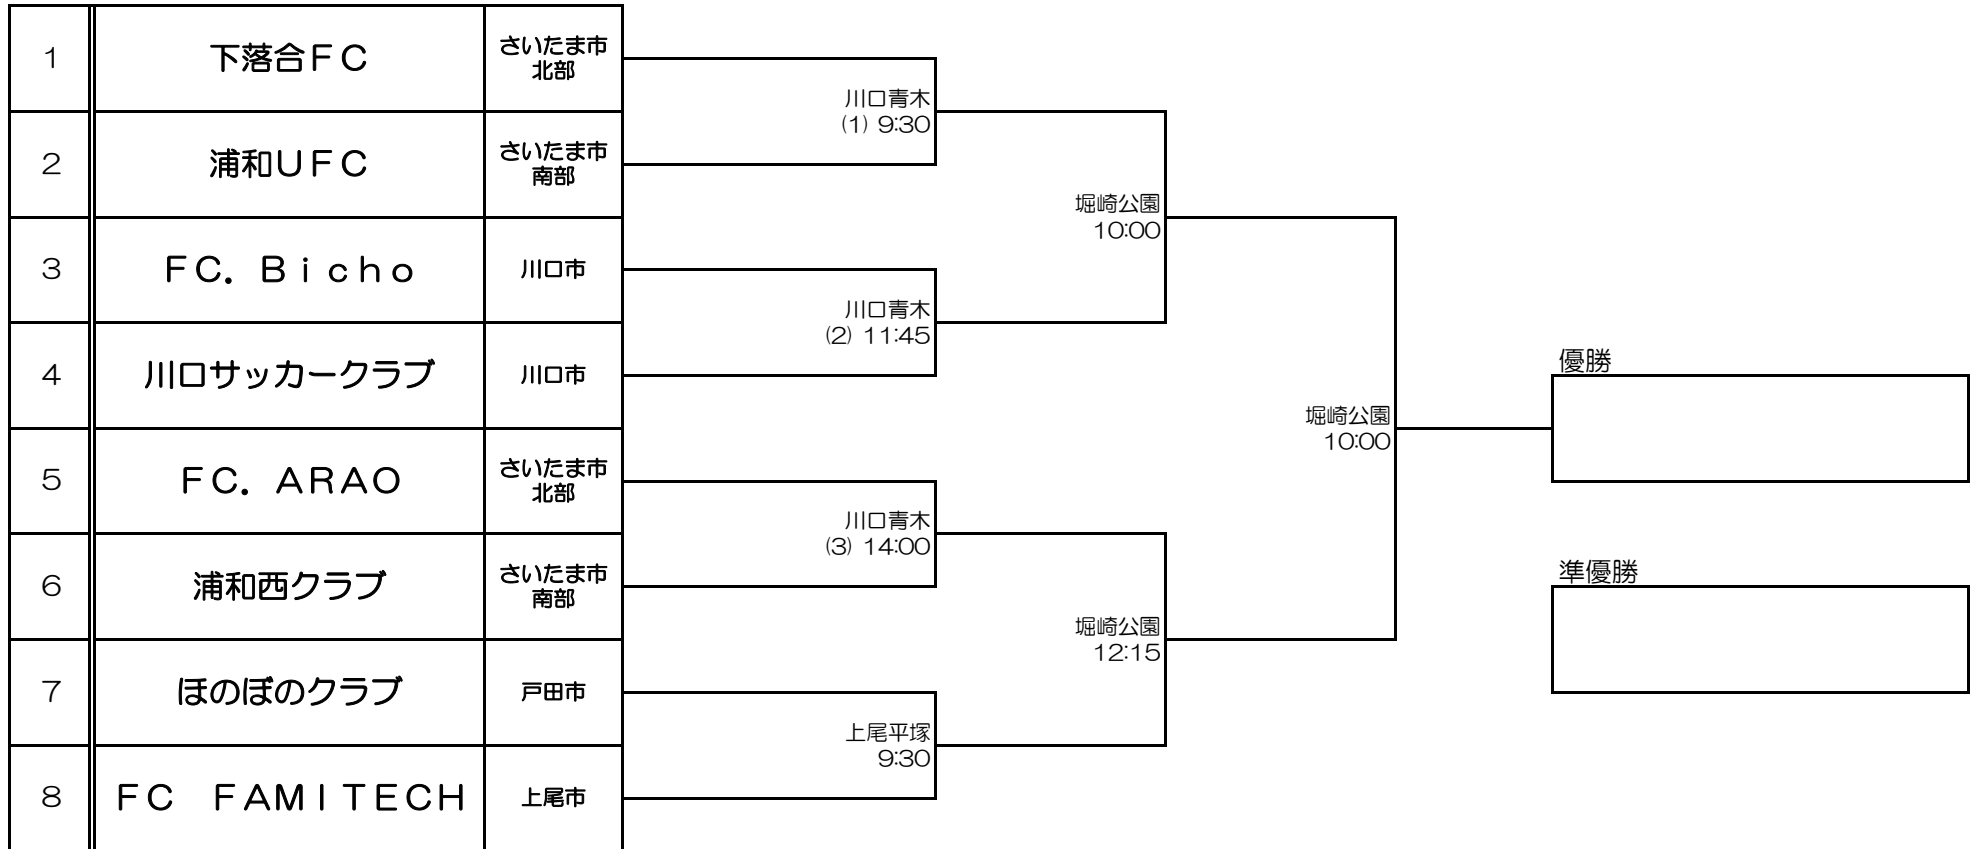 1
下落合ＦＣ
さいたま市
北部
川口青木
(1) 9:30
2
浦和ＵＦＣ
さいたま市
南部
堀崎公園
10:00
3
ＦＣ．Ｂｉｃｈｏ
川口市
川口青木
(2) 11:45
4
川口サッカークラブ
川口市
優勝
堀崎公園
10:00
5
ＦＣ．ＡＲＡＯ
さいたま市
北部
川口青木
(3) 14:00
6
浦和西クラブ
さいたま市
南部
準優勝
堀崎公園
12:15
7
ほのぼのクラブ
戸田市
上尾平塚
9:30
8
ＦＣ　ＦＡＭＩＴＥＣＨ
上尾市